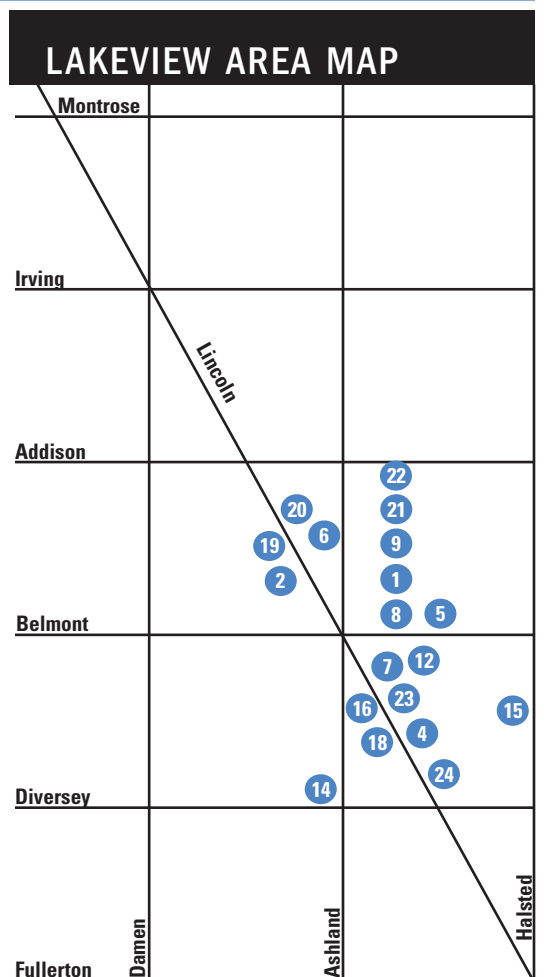 LAKEVIEW AREA MAP
Montrose
Irving
Lincoln
Addison
22
20
21
6
19
9
2
1
8
5
Belmont
7
12
23
16
15
4
18
24
14
Diversey
Halsted
Ashland
Damen
Fullerton